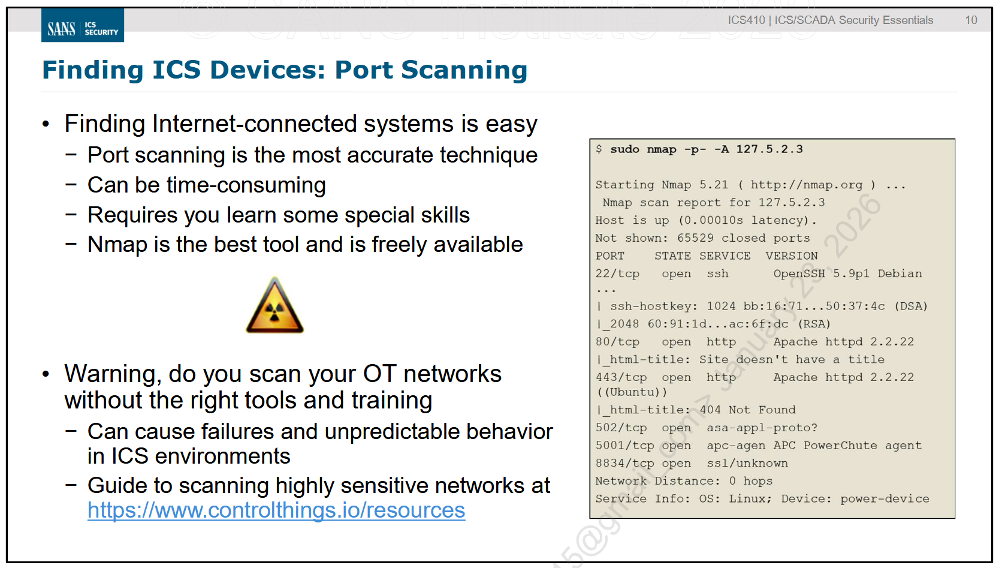 © SANS Institute 2026
SANS
ICS
SECURITY
ICS410 | ICS/SCADA Security Essentials
10
Finding ICS Devices: Port Scanning
• Finding Internet-connected systems is easy
– Port scanning is the most accurate technique
– Can be time-consuming
– Requires you learn some special skills
– Nmap is the best tool and is freely available
• Warning, do you scan your OT networks
without the right tools and training
– Can cause failures and unpredictable behavior
in ICS environments
– Guide to scanning highly sensitive networks at
https://www.controlthings.io/resources
$ sudo nmap -p- -A 127.5.2.3
Starting Nmap 5.21 ( http://nmap.org ) ...
Nmap scan report for 127.5.2.3
Host is up (0.00010s latency).
Not shown: 65529 closed ports
PORT STATE SERVICE VERSION
22/tcp open ssh OpenSSH 5.9p1 Debian
...
| ssh-hostkey: 1024 bb:16:71...50:37:4c (DSA)
|_2048 60:91:1d...ac:6f:dc (RSA)
80/tcp open http Apache httpd 2.2.22
|_html-title: Site doesn't have a title
443/tcp open http Apache httpd 2.2.22
((Ubuntu))
|_html-title: 404 Not Found
502/tcp open asa-appl-proto?
5001/tcp open apc-agen APC PowerChute agent
8834/tcp open ssl/unknown
Network Distance: 0 hops
Service Info: OS: Linux; Device: power-device
15@gmail_com> January 23, 2026